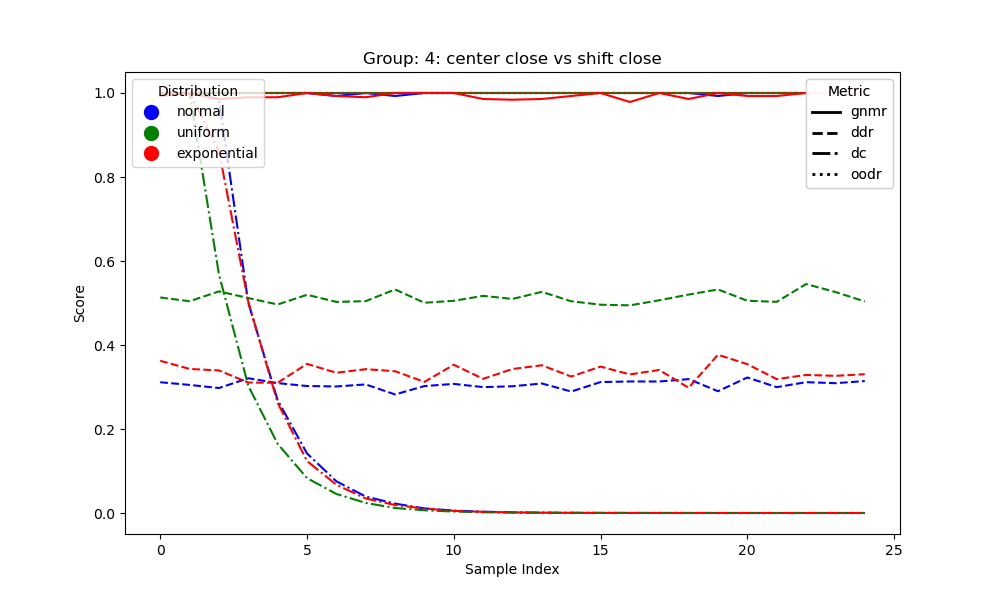 Group: 4: center close vs shift close
Distribution
normal
uniform
exponential
Metric
gnmr
ddr
dc
oodr
Score
1.0
0.8
0.6
0.4
0.2
0.0
0 5 10 15 20 25
Sample Index